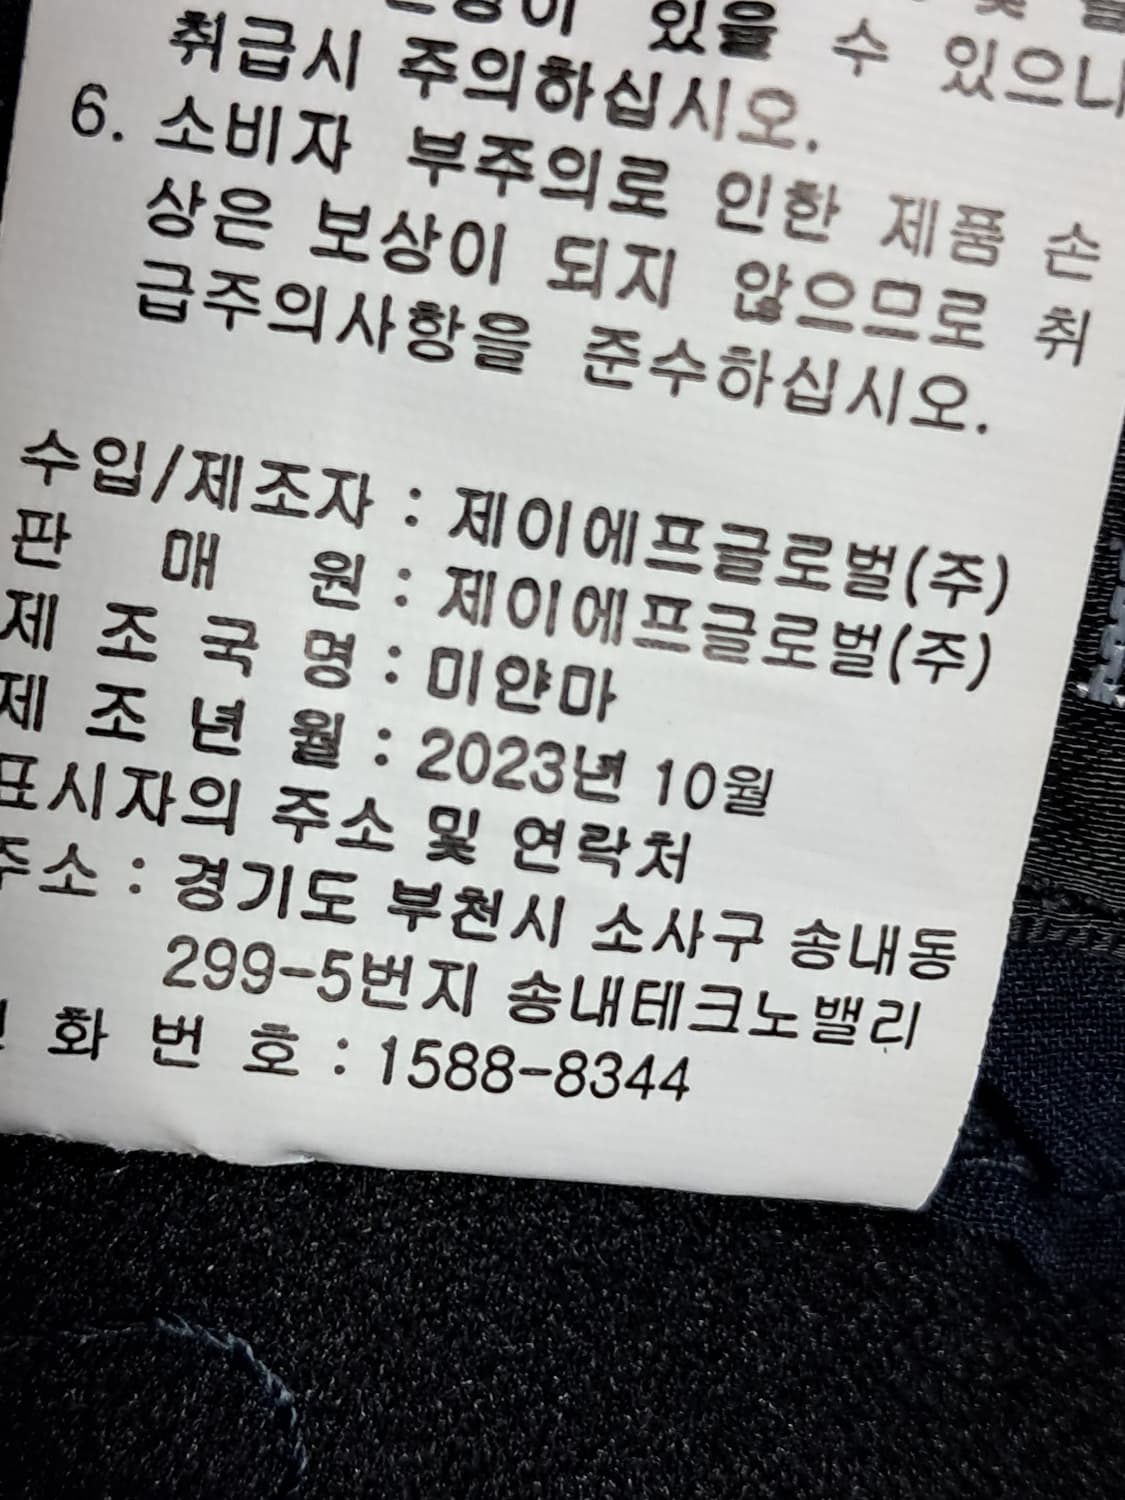 있을 수 있으니
취급시 주의하십시오.
6. 소비자 부주의로 인한 제품 손
상은 보상이 되지 않으므로 취
급주의사항을 준수하십시오.
수입/제조자 : 제이에프글로벌(주)
판 매 원 : 제이에프글로벌(주)
제 조 국 명 : 미얀마
제 조 년 월 : 2023년 10월
표시자의 주소 및 연락처
주소 : 경기도 부천시 소사구 송내동
299-5번지 송내테크노밸리
화 번 호 : 1588-8344